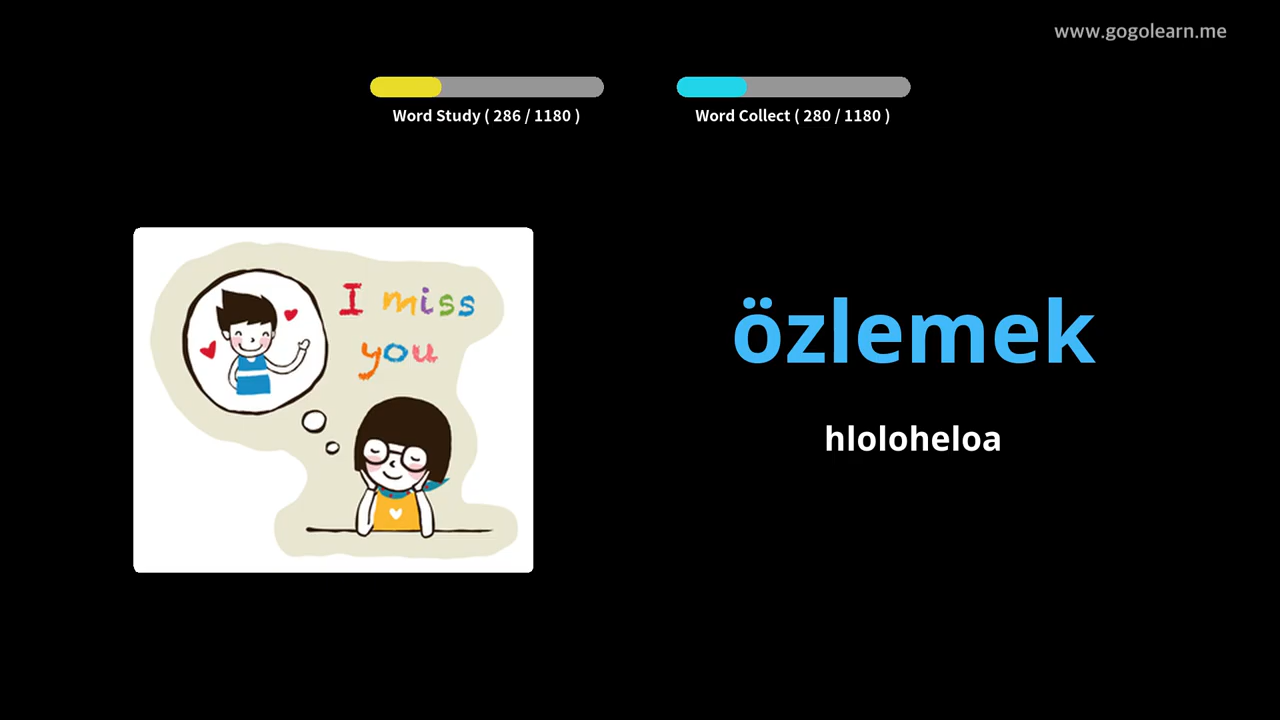 www.gogolearn.me
Word Study ( 286 / 1180 )
Word Collect ( 280 / 1180 )
I miss
you
özlemek
hloloheloa